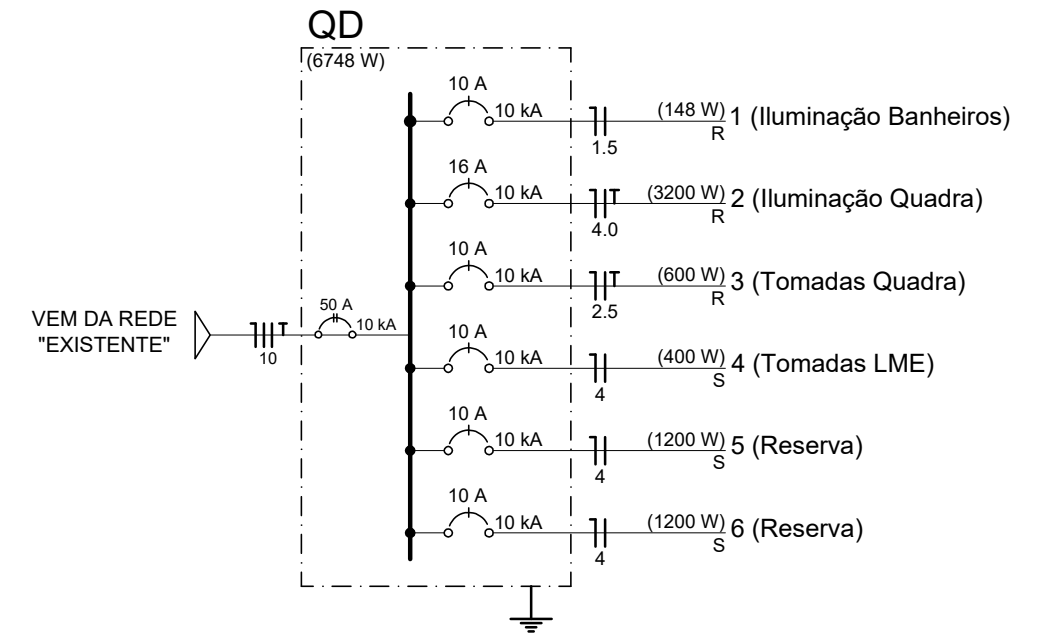 QD
(6748 W)
10 A
10 kA
1.5
(148 W)
R
1 (Iluminação Banheiros)
16 A
10 kA
T
4.0
(3200 W)
R
2 (Iluminação Quadra)
10 A
10 kA
T
2.5
(600 W)
R
3 (Tomadas Quadra)
VEM DA REDE
"EXISTENTE"
T
10
50 A
10 kA
10 A
10 kA
4
(400 W)
S
4 (Tomadas LME)
10 A
10 kA
4
(1200 W)
S
5 (Reserva)
10 A
10 kA
4
(1200 W)
S
6 (Reserva)